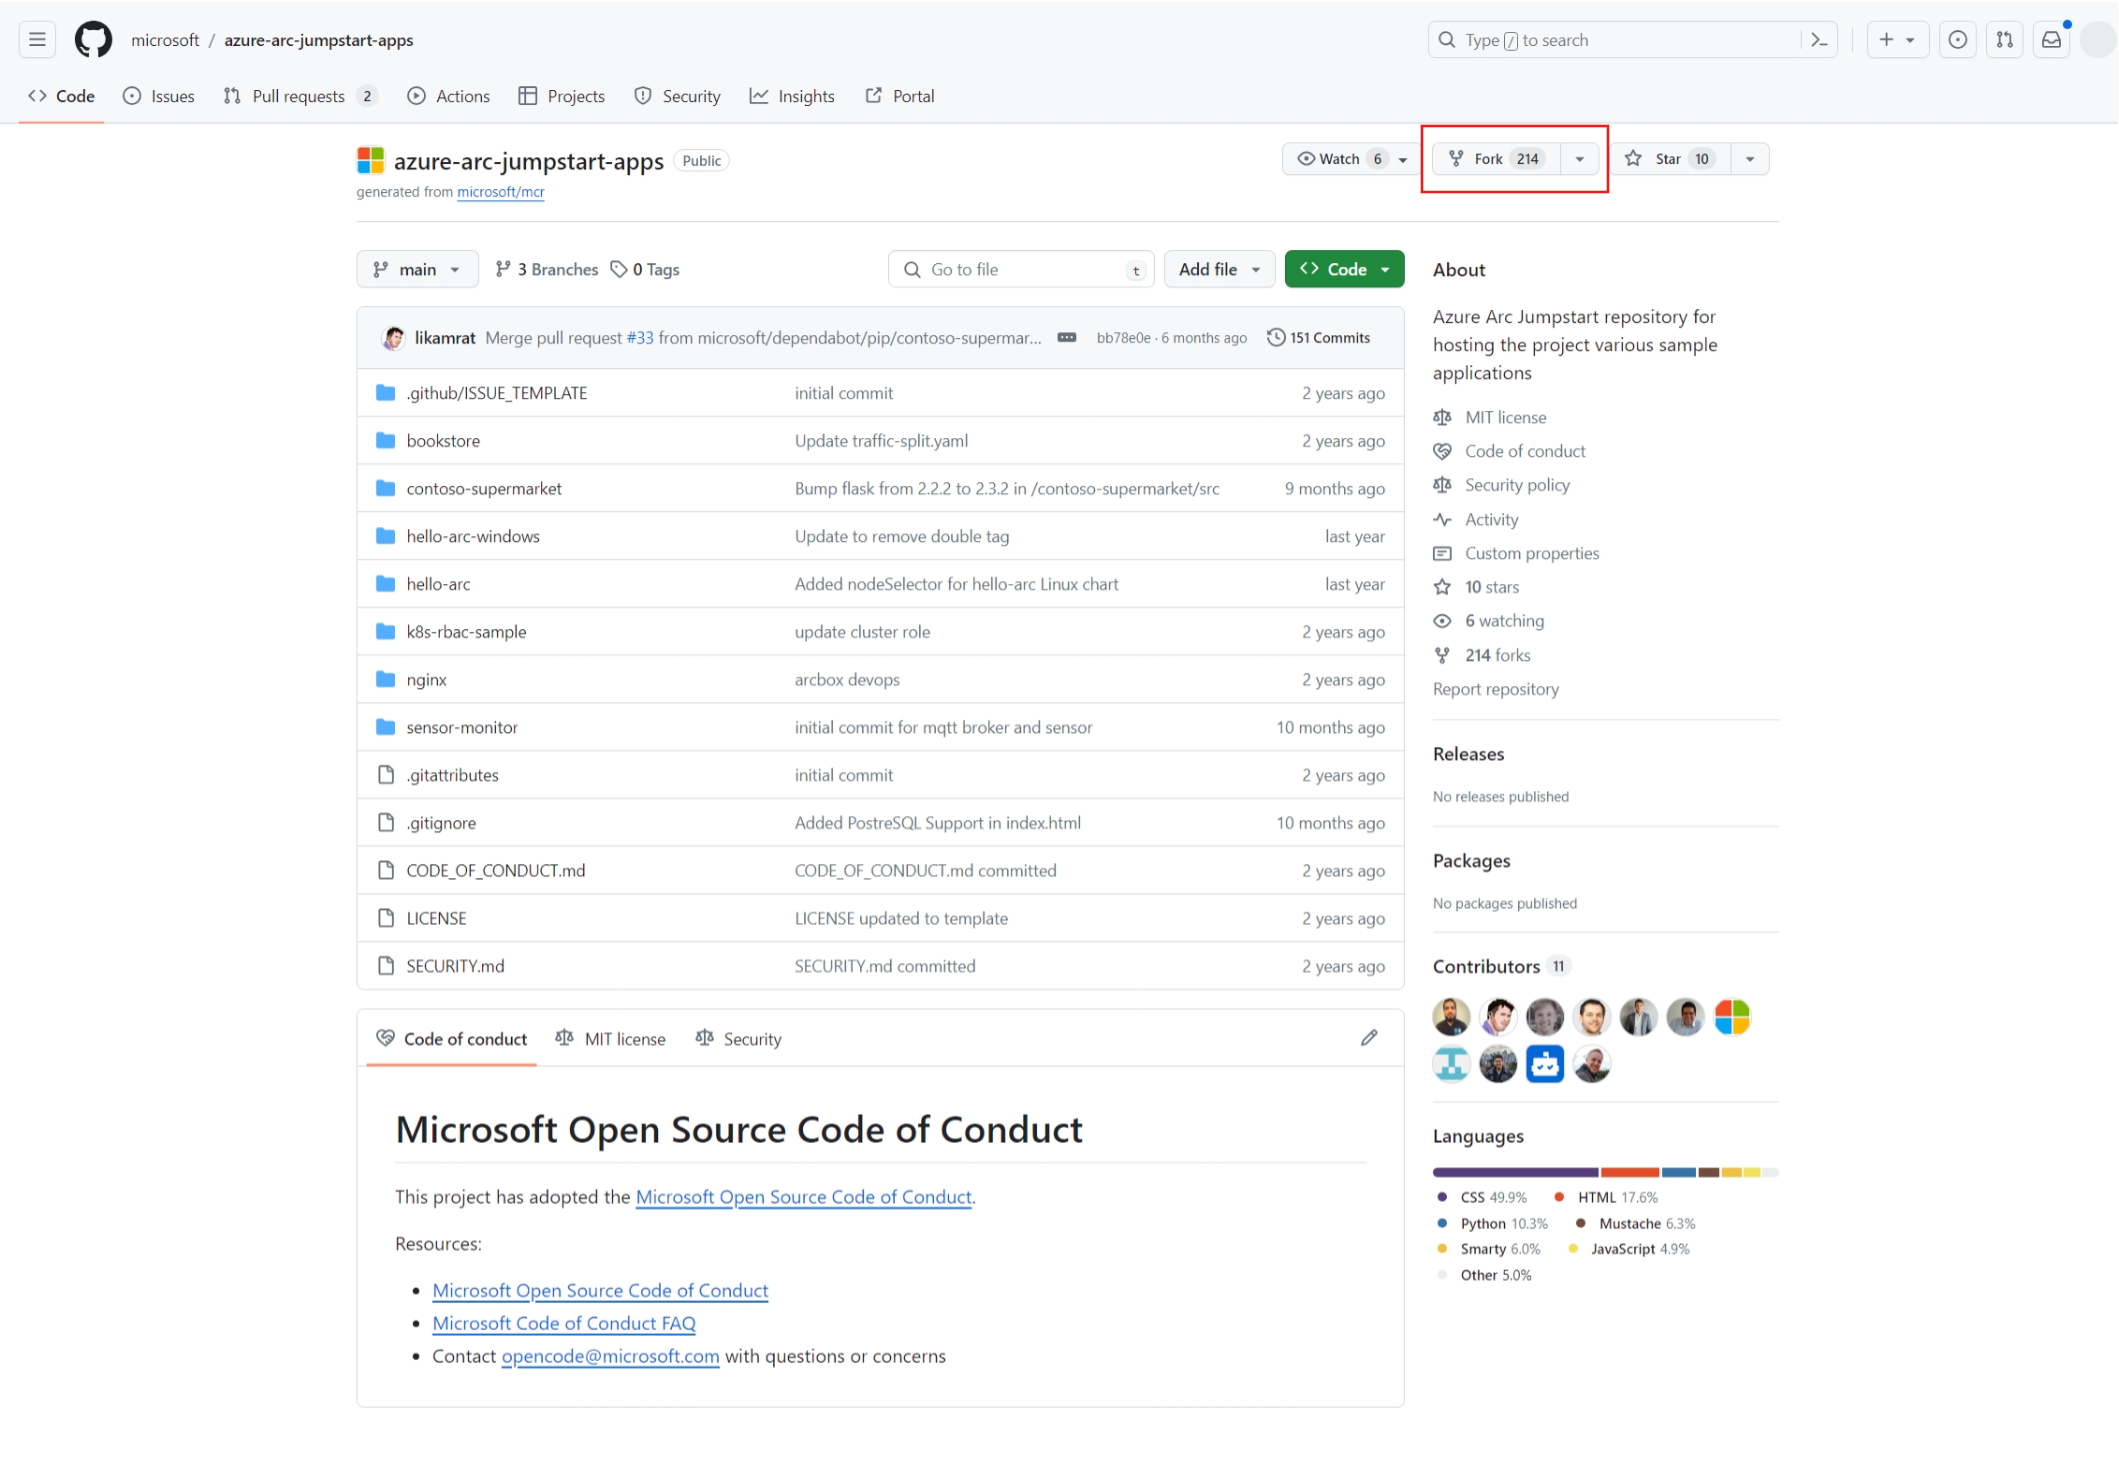 microsoft / azure-arc-jumpstart-apps
Type / to search
Code Issues Pull requests 2 Actions Projects Security Insights Portal
azure-arc-jumpstart-apps Public
Watch 6 Fork 214 Star 10
generated from microsoft/mcr
main 3 Branches 0 Tags Go to file t Add file Code
likamrat Merge pull request #33 from microsoft/dependabot/pip/contoso-supermar... bb78e0e · 6 months ago 151 Commits
.github/ISSUE_TEMPLATE initial commit 2 years ago
bookstore Update traffic-split.yaml 2 years ago
contoso-supermarket Bump flask from 2.2.2 to 2.3.2 in /contoso-supermarket/src 9 months ago
hello-arc-windows Update to remove double tag last year
hello-arc Added nodeSelector for hello-arc Linux chart last year
k8s-rbac-sample update cluster role 2 years ago
nginx arcbox devops 2 years ago
sensor-monitor initial commit for mqtt broker and sensor 10 months ago
.gitattributes initial commit 2 years ago
.gitignore Added PostreSQL Support in index.html 10 months ago
CODE_OF_CONDUCT.md CODE_OF_CONDUCT.md committed 2 years ago
LICENSE LICENSE updated to template 2 years ago
SECURITY.md SECURITY.md committed 2 years ago
Code of conduct MIT license Security
Microsoft Open Source Code of Conduct
This project has adopted the Microsoft Open Source Code of Conduct.
Resources:
• Microsoft Open Source Code of Conduct
• Microsoft Code of Conduct FAQ
• Contact opencode@microsoft.com with questions or concerns
About
Azure Arc Jumpstart repository for
hosting the project various sample
applications
MIT license
Code of conduct
Security policy
Activity
Custom properties
10 stars
6 watching
214 forks
Report repository
Releases
No releases published
Packages
No packages published
Contributors 11
Languages
CSS 49.9% HTML 17.6%
Python 10.3% Mustache 6.3%
Smarty 6.0% JavaScript 4.9%
Other 5.0%